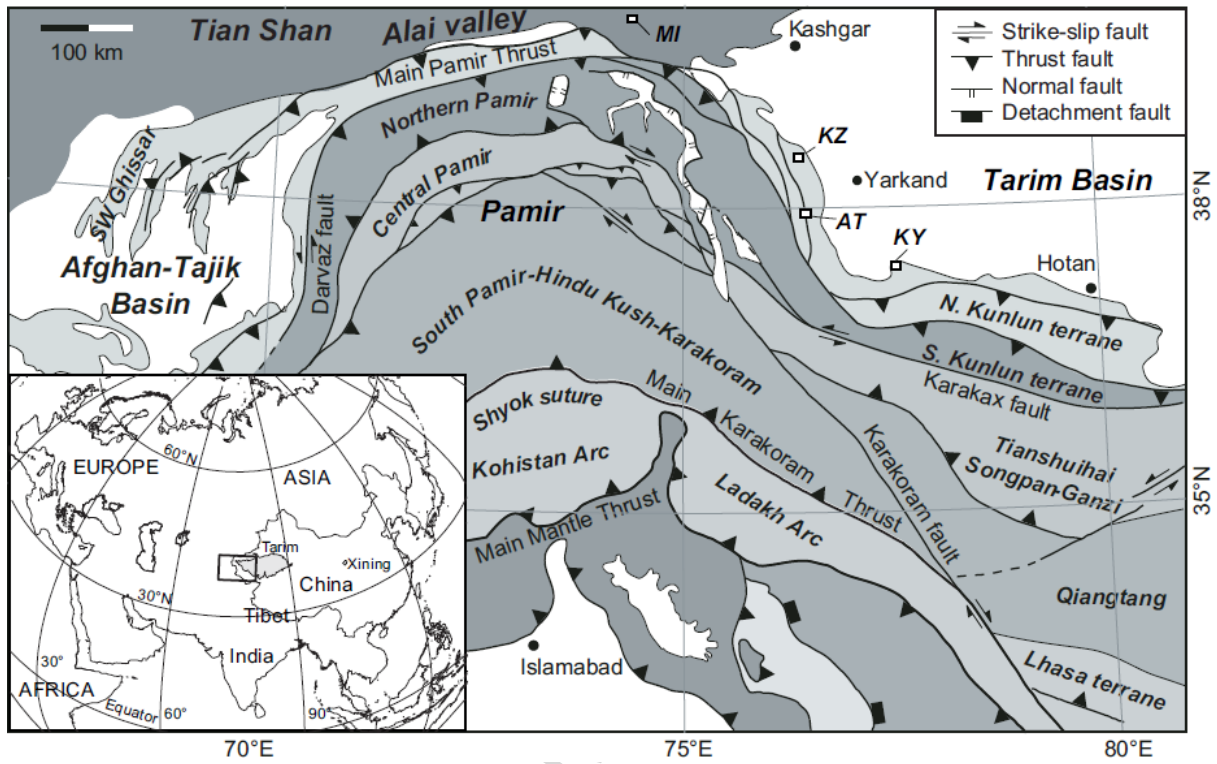 Tian Shan
Alai valley
MI
Kashgar
100 km
Strike-slip fault
Thrust fault
Normal fault
Detachment fault
Main Pamir Thrust
Northern Pamir
SW Ghissar
Central Pamir
KZ
Yarkand
Tarim Basin
38°N
Pamir
AT
KY
Hotan
Darvaz fault
Afghan-Tajik
Basin
South Pamir-Hindu Kush-Karakoram
N. Kunlun terrane
S. Kunlun terrane
Karakax fault
Shyok suture
Main Karakoram Thrust
Kohistan Arc
Karakoram fault
Tianshuihai
Songpan-Ganzi
35°N
Ladakh Arc
Main Mantle Thrust
Qiangtang
Islamabad
Lhasa terrane
60°N
EUROPE
ASIA
Tarim
Xining
China
30°N
Tibet
India
30°
AFRICA
Equator
60°
90°
70°E
75°E
80°E